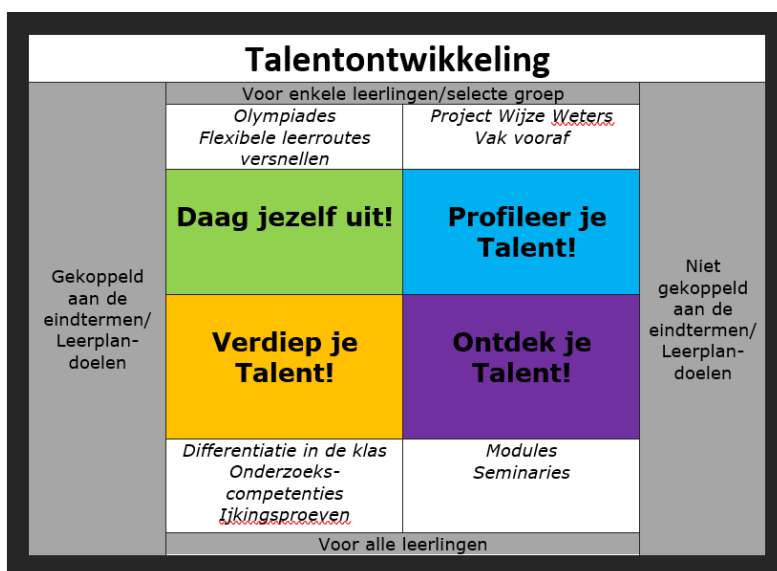 Talentontwikkeling
Voor enkele leerlingen/selecte groep
Olympiades
Flexibele leerroutes
versnellen
Project Wijze Weters
Vak vooraf
Gekoppeld
aan de
eindtermen/
Leerplan-
doelen
Daag jezelf uit!
Profileer je
Talent!
Verdiep je
Talent!
Ontdek je
Talent!
Niet
gekoppeld
aan de
eindtermen/
Leerplan-
doelen
Differentiatie in de klas
Onderzoeks-
competenties
Ijkingsproeven
Modules
Seminaries
Voor alle leerlingen